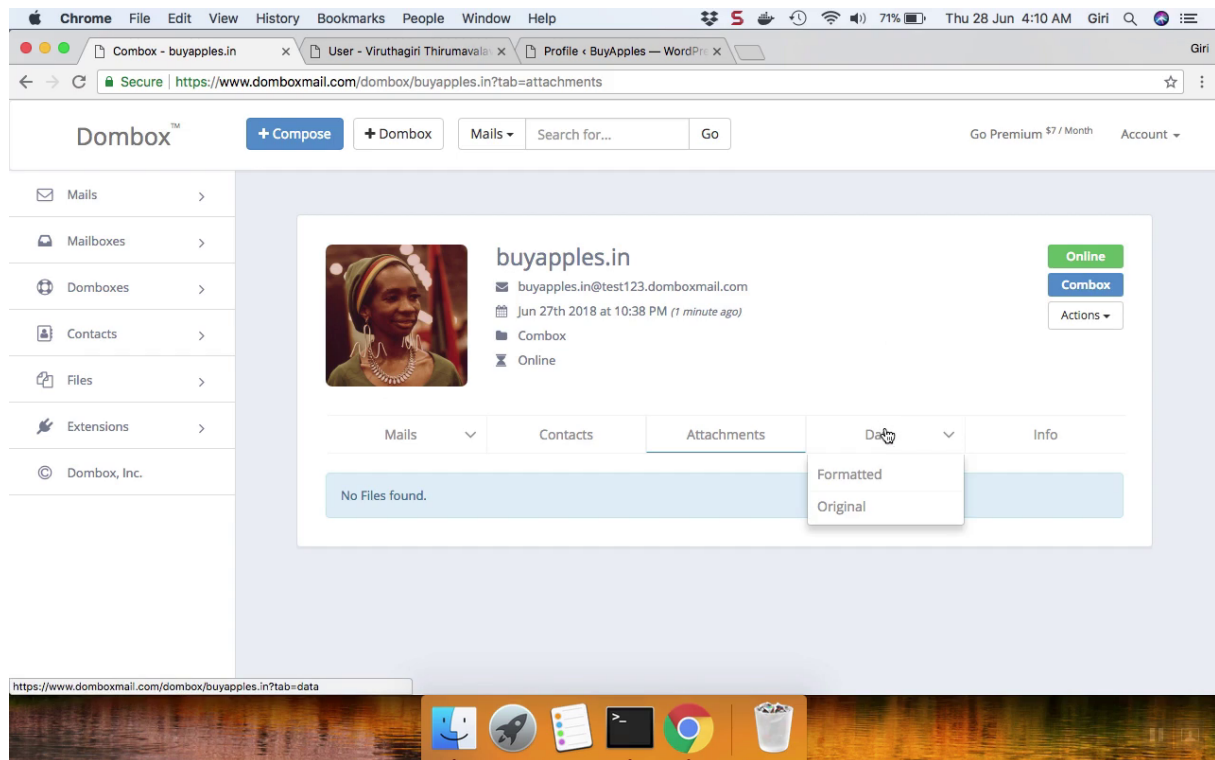 Chrome File Edit View History Bookmarks People Window Help 71% Thu 28 Jun 4:10 AM Giri
Combox - buyapples.in User - Viruthagiri Thirumavala Profile ‹ BuyApples — WordPr Giri
Secure https://www.domboxmail.com/dombox/buyapples.in?tab=attachments
Dombox™ + Compose + Dombox Mails Search for... Go Go Premium $7 / Month Account
Mails
Mailboxes
Domboxes
Contacts
Files
Extensions
© Dombox, Inc.
buyapples.in
buyapples.in@test123.domboxmail.com
Jun 27th 2018 at 10:38 PM (1 minute ago)
Combox
Online
Online
Combox
Actions
Mails Contacts Attachments Info
No Files found.
Formatted
Original
https://www.domboxmail.com/dombox/buyapples.in?tab=data